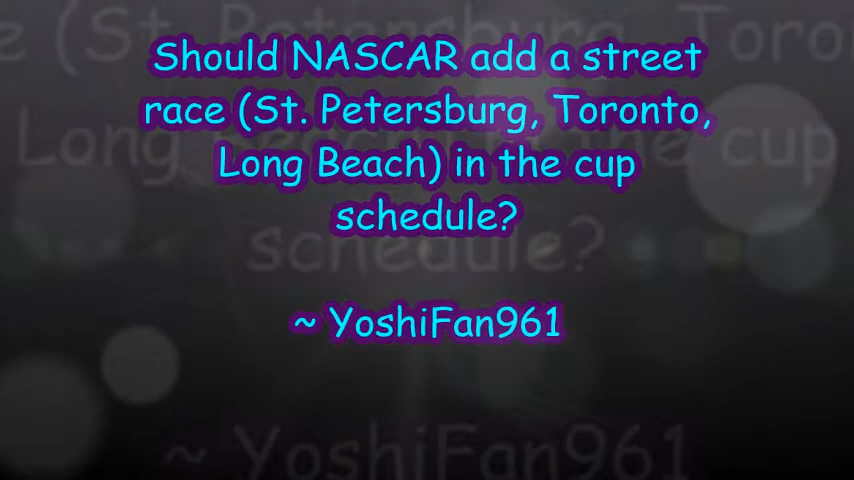 Should NASCAR add a street
race (St. Petersburg, Toronto,
Long Beach) in the cup
schedule?
~ YoshiFan961